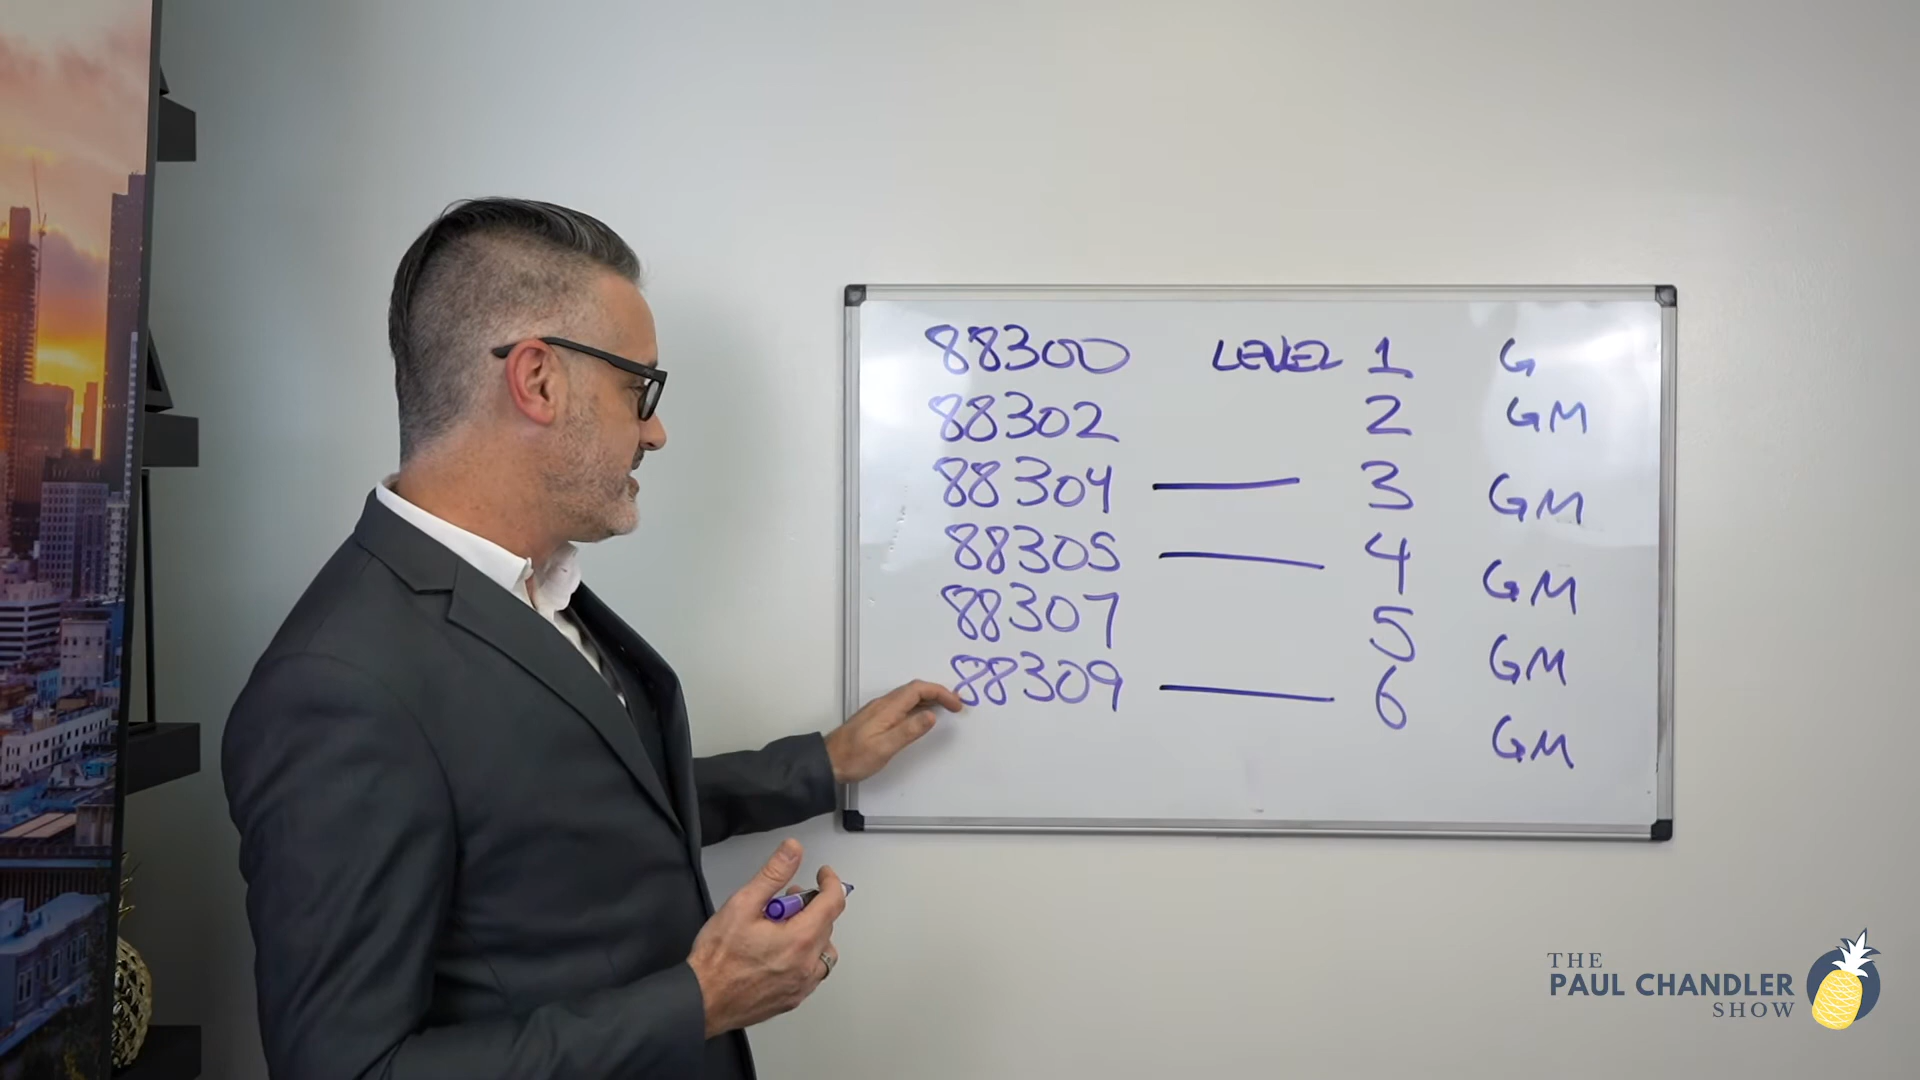 88300 LEVEL 1 G
88302 2 GM
88304 — 3 GM
88305 — 4 GM
88307 5 GM
88309 — 6 GM
THE
PAUL CHANDLER
SHOW